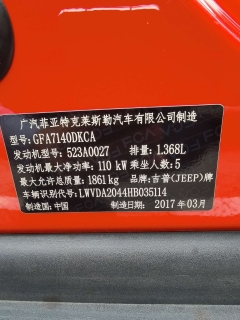 广汽菲亚特克莱斯勒汽车有限公司制造
型号: GFA7140DKCA
发动机型号: 523A0027 排量: 1.368L
发动机最大净功率: 110 kW 乘坐人数: 5
最大允许总质量: 1861kg 品牌: 吉普(JEEP)牌
车辆识别代号: LWVDA2044HB035114
制造国: 中国 制造日期: 2017年03月